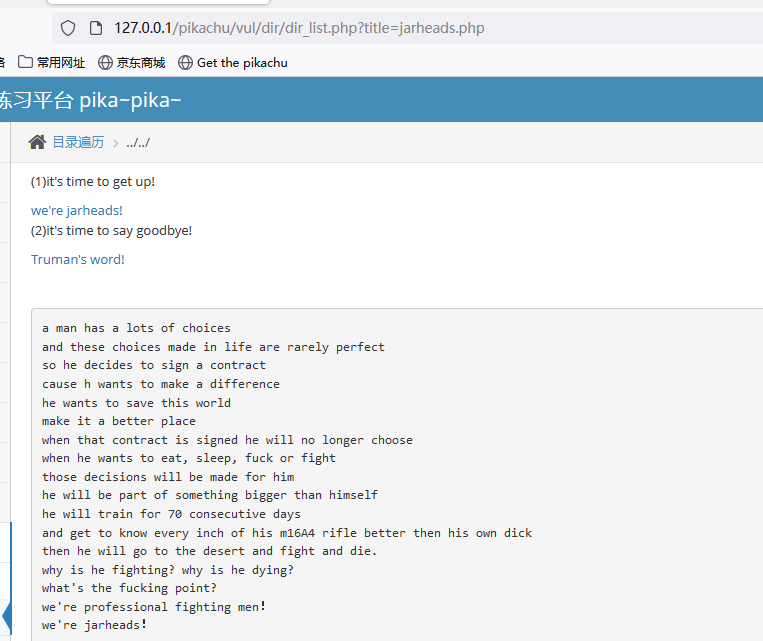 127.0.0.1/pikachu/vul/dir/dir_list.php?title=jarheads.php
常用网址 京东商城 Get the pikachu
练习平台 pika~pika~
目录遍历 > ../../
(1)it's time to get up!
we're jarheads!
(2)it's time to say goodbye!
Truman's word!
a man has a lots of choices
and these choices made in life are rarely perfect
so he decides to sign a contract
cause h wants to make a difference
he wants to save this world
make it a better place
when that contract is signed he will no longer choose
when he wants to eat, sleep, fuck or fight
those decisions will be made for him
he will be part of something bigger than himself
he will train for 70 consecutive days
and get to know every inch of his m16A4 rifle better then his own dick
then he will go to the desert and fight and die.
why is he fighting? why is he dying?
what's the fucking point?
we're professional fighting men！
we're jarheads！